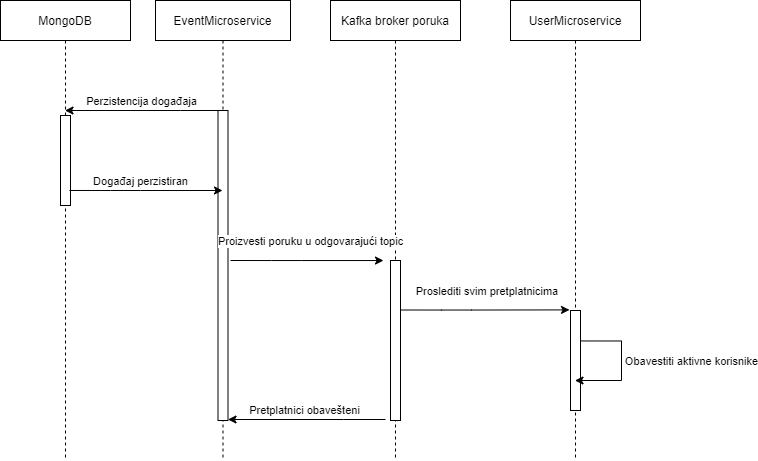 MongoDB
EventMicroservice
Kafka broker poruka
UserMicroservice
Perzistencija događaja
Događaj perzistiran
Proizvesti poruku u odgovarajući topic
Proslediti svim pretplatnicima
Obavestiti aktivne korisnike
Pretplatnici obavešteni